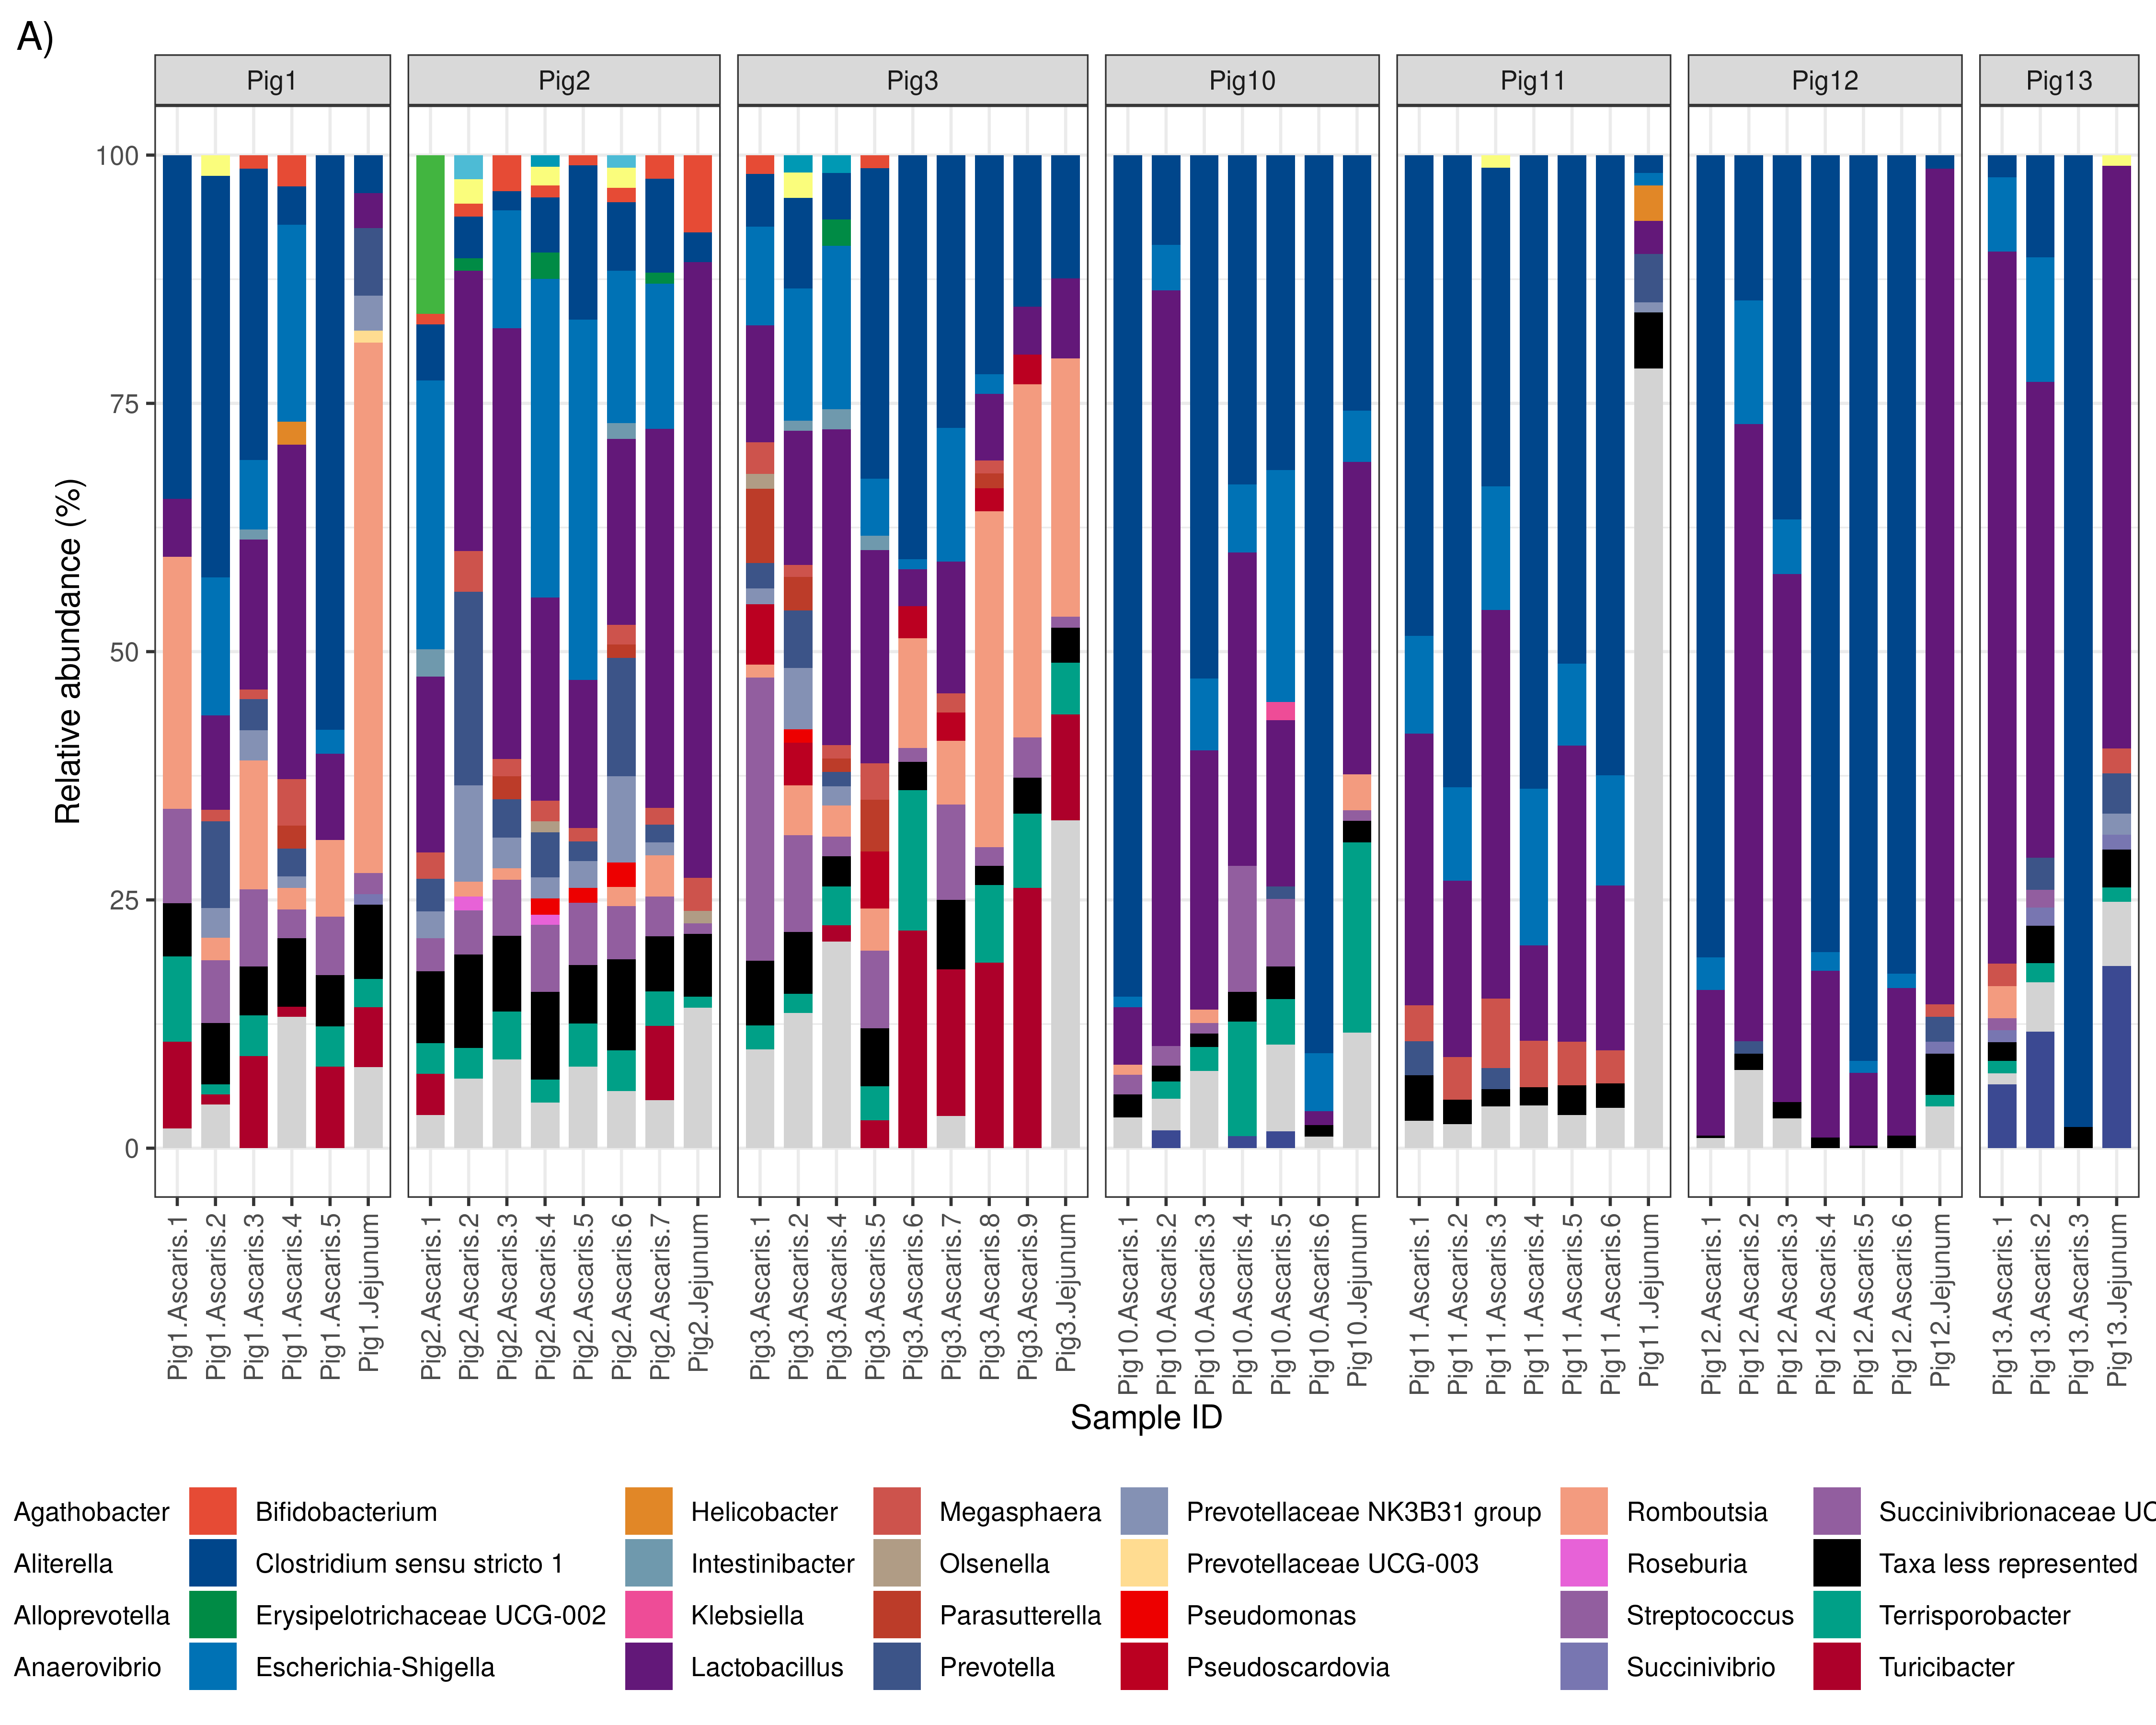 A)
Pig1 Pig2 Pig3 Pig10 Pig11 Pig12 Pig13
100
75
50
25
0
Relative abundance (%)
Pig1.Ascaris.1
Pig1.Ascaris.2
Pig1.Ascaris.3
Pig1.Ascaris.4
Pig1.Ascaris.5
Pig1.Jejunum
Pig2.Ascaris.1
Pig2.Ascaris.2
Pig2.Ascaris.3
Pig2.Ascaris.4
Pig2.Ascaris.5
Pig2.Ascaris.6
Pig2.Ascaris.7
Pig2.Jejunum
Pig3.Ascaris.1
Pig3.Ascaris.2
Pig3.Ascaris.4
Pig3.Ascaris.5
Pig3.Ascaris.6
Pig3.Ascaris.7
Pig3.Ascaris.8
Pig3.Ascaris.9
Pig3.Jejunum
Pig10.Ascaris.1
Pig10.Ascaris.2
Pig10.Ascaris.3
Pig10.Ascaris.4
Pig10.Ascaris.5
Pig10.Ascaris.6
Pig10.Jejunum
Pig11.Ascaris.1
Pig11.Ascaris.2
Pig11.Ascaris.3
Pig11.Ascaris.4
Pig11.Ascaris.5
Pig11.Ascaris.6
Pig11.Jejunum
Pig12.Ascaris.1
Pig12.Ascaris.2
Pig12.Ascaris.3
Pig12.Ascaris.4
Pig12.Ascaris.5
Pig12.Ascaris.6
Pig12.Jejunum
Pig13.Ascaris.1
Pig13.Ascaris.2
Pig13.Ascaris.3
Pig13.Jejunum
Sample ID
Agathobacter Bifidobacterium Helicobacter Megasphaera Prevotellaceae NK3B31 group Romboutsia Succinivibrionaceae UC
Aliterella Clostridium sensu stricto 1 Intestinibacter Olsenella Prevotellaceae UCG-003 Roseburia Taxa less represented
Alloprevotella Erysipelotrichaceae UCG-002 Klebsiella Parasutterella Pseudomonas Streptococcus Terrisporobacter
Anaerovibrio Escherichia-Shigella Lactobacillus Prevotella Pseudoscardovia Succinivibrio Turicibacter